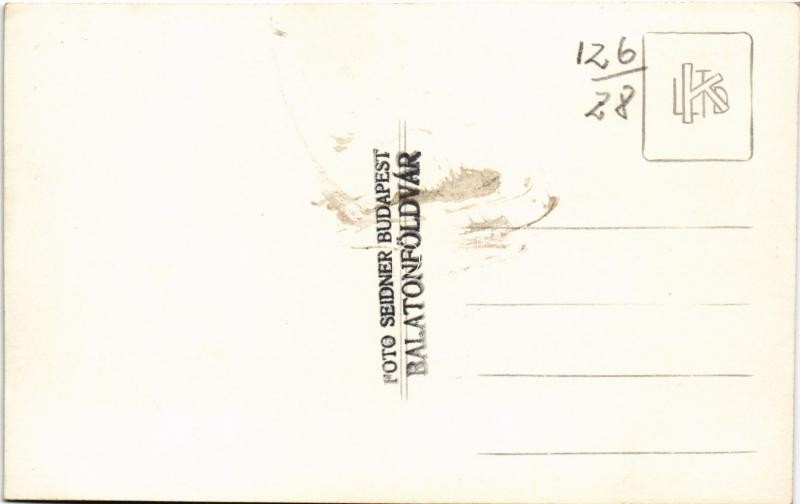 126
28
FOTO SEIDNER BUDAPEST
BALATONFÖLDVÁR